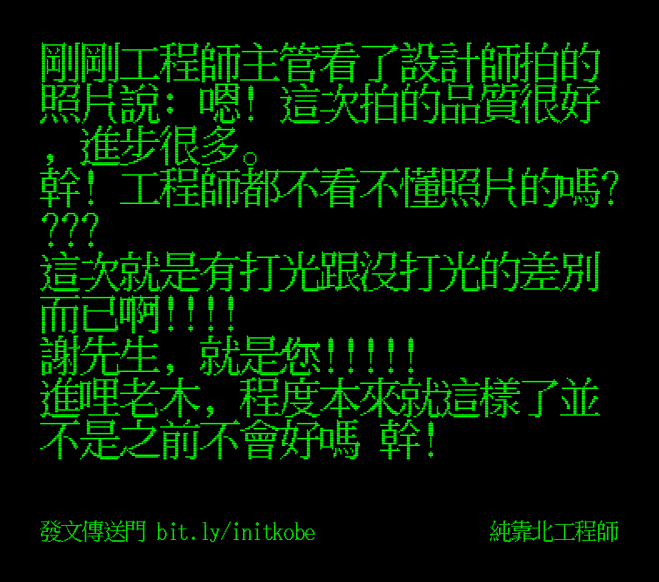 剛剛工程師主管看了設計師拍的
照片說: 嗯! 這次拍的品質很好
, 進步很多。
幹! 工程師都不看不懂照片的嗎?
???
這次就是有打光跟沒打光的差別
而已啊!!!!
謝先生, 就是您!!!!!
進哩老木, 程度本來就這樣了並
不是之前不會好嗎 幹!
發文傳送門 bit.ly/initkobe
純靠北工程師